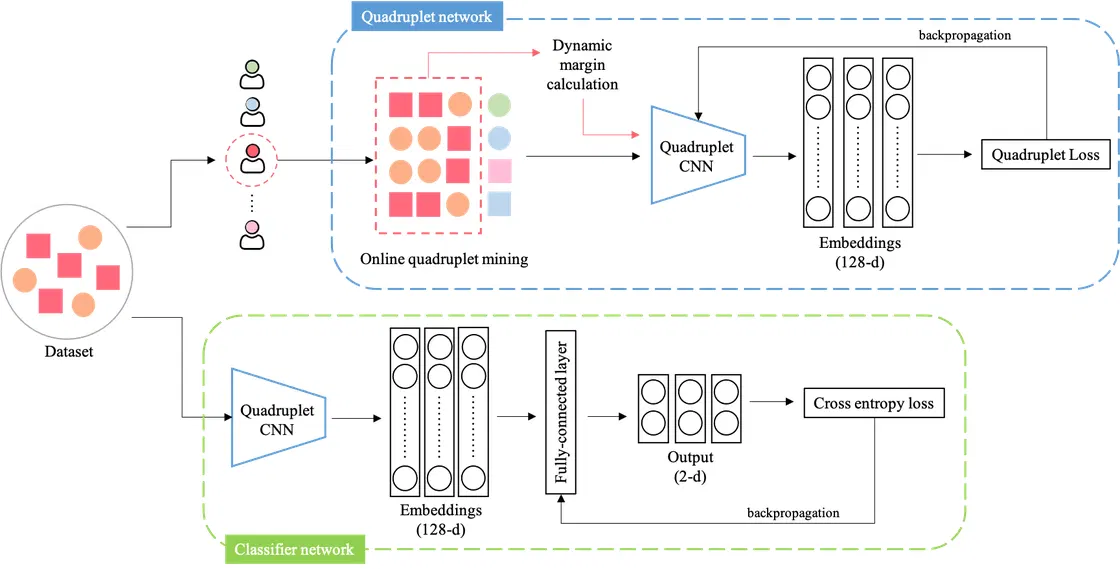 Quadruplet network
backpropagation
Dynamic
margin
calculation
Quadruplet
CNN
Quadruplet Loss
Embeddings
(128-d)
Online quadruplet mining
Dataset
Quadruplet
CNN
Fully-connected layer
Cross entropy loss
Output
(2-d)
Embeddings
(128-d)
backpropagation
Classifier network